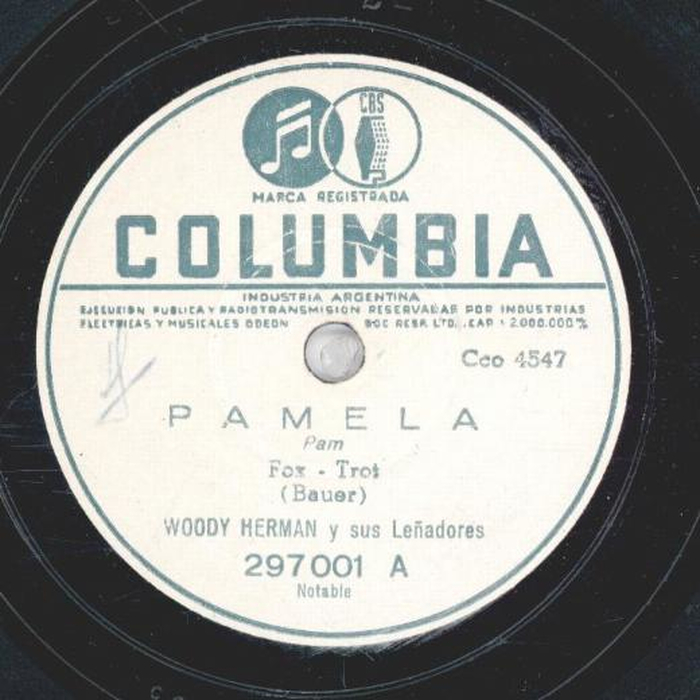 CBS
MARCA REGISTRADA
COLUMBIA
INDUSTRIA ARGENTINA
EJECUCION PUBLICA Y RADIOTRANSMISION RESERVADAS POR INDUSTRIAS
ELECTRICAS Y MUSICALES ODEON SOC RESP. LTD. .CAP $ 2.000.000 %
Cco 4547
PAMELA
Pam
Fox - Trot
(Bauer)
WOODY HERMAN y sus Leñadores
297001 A
Notable